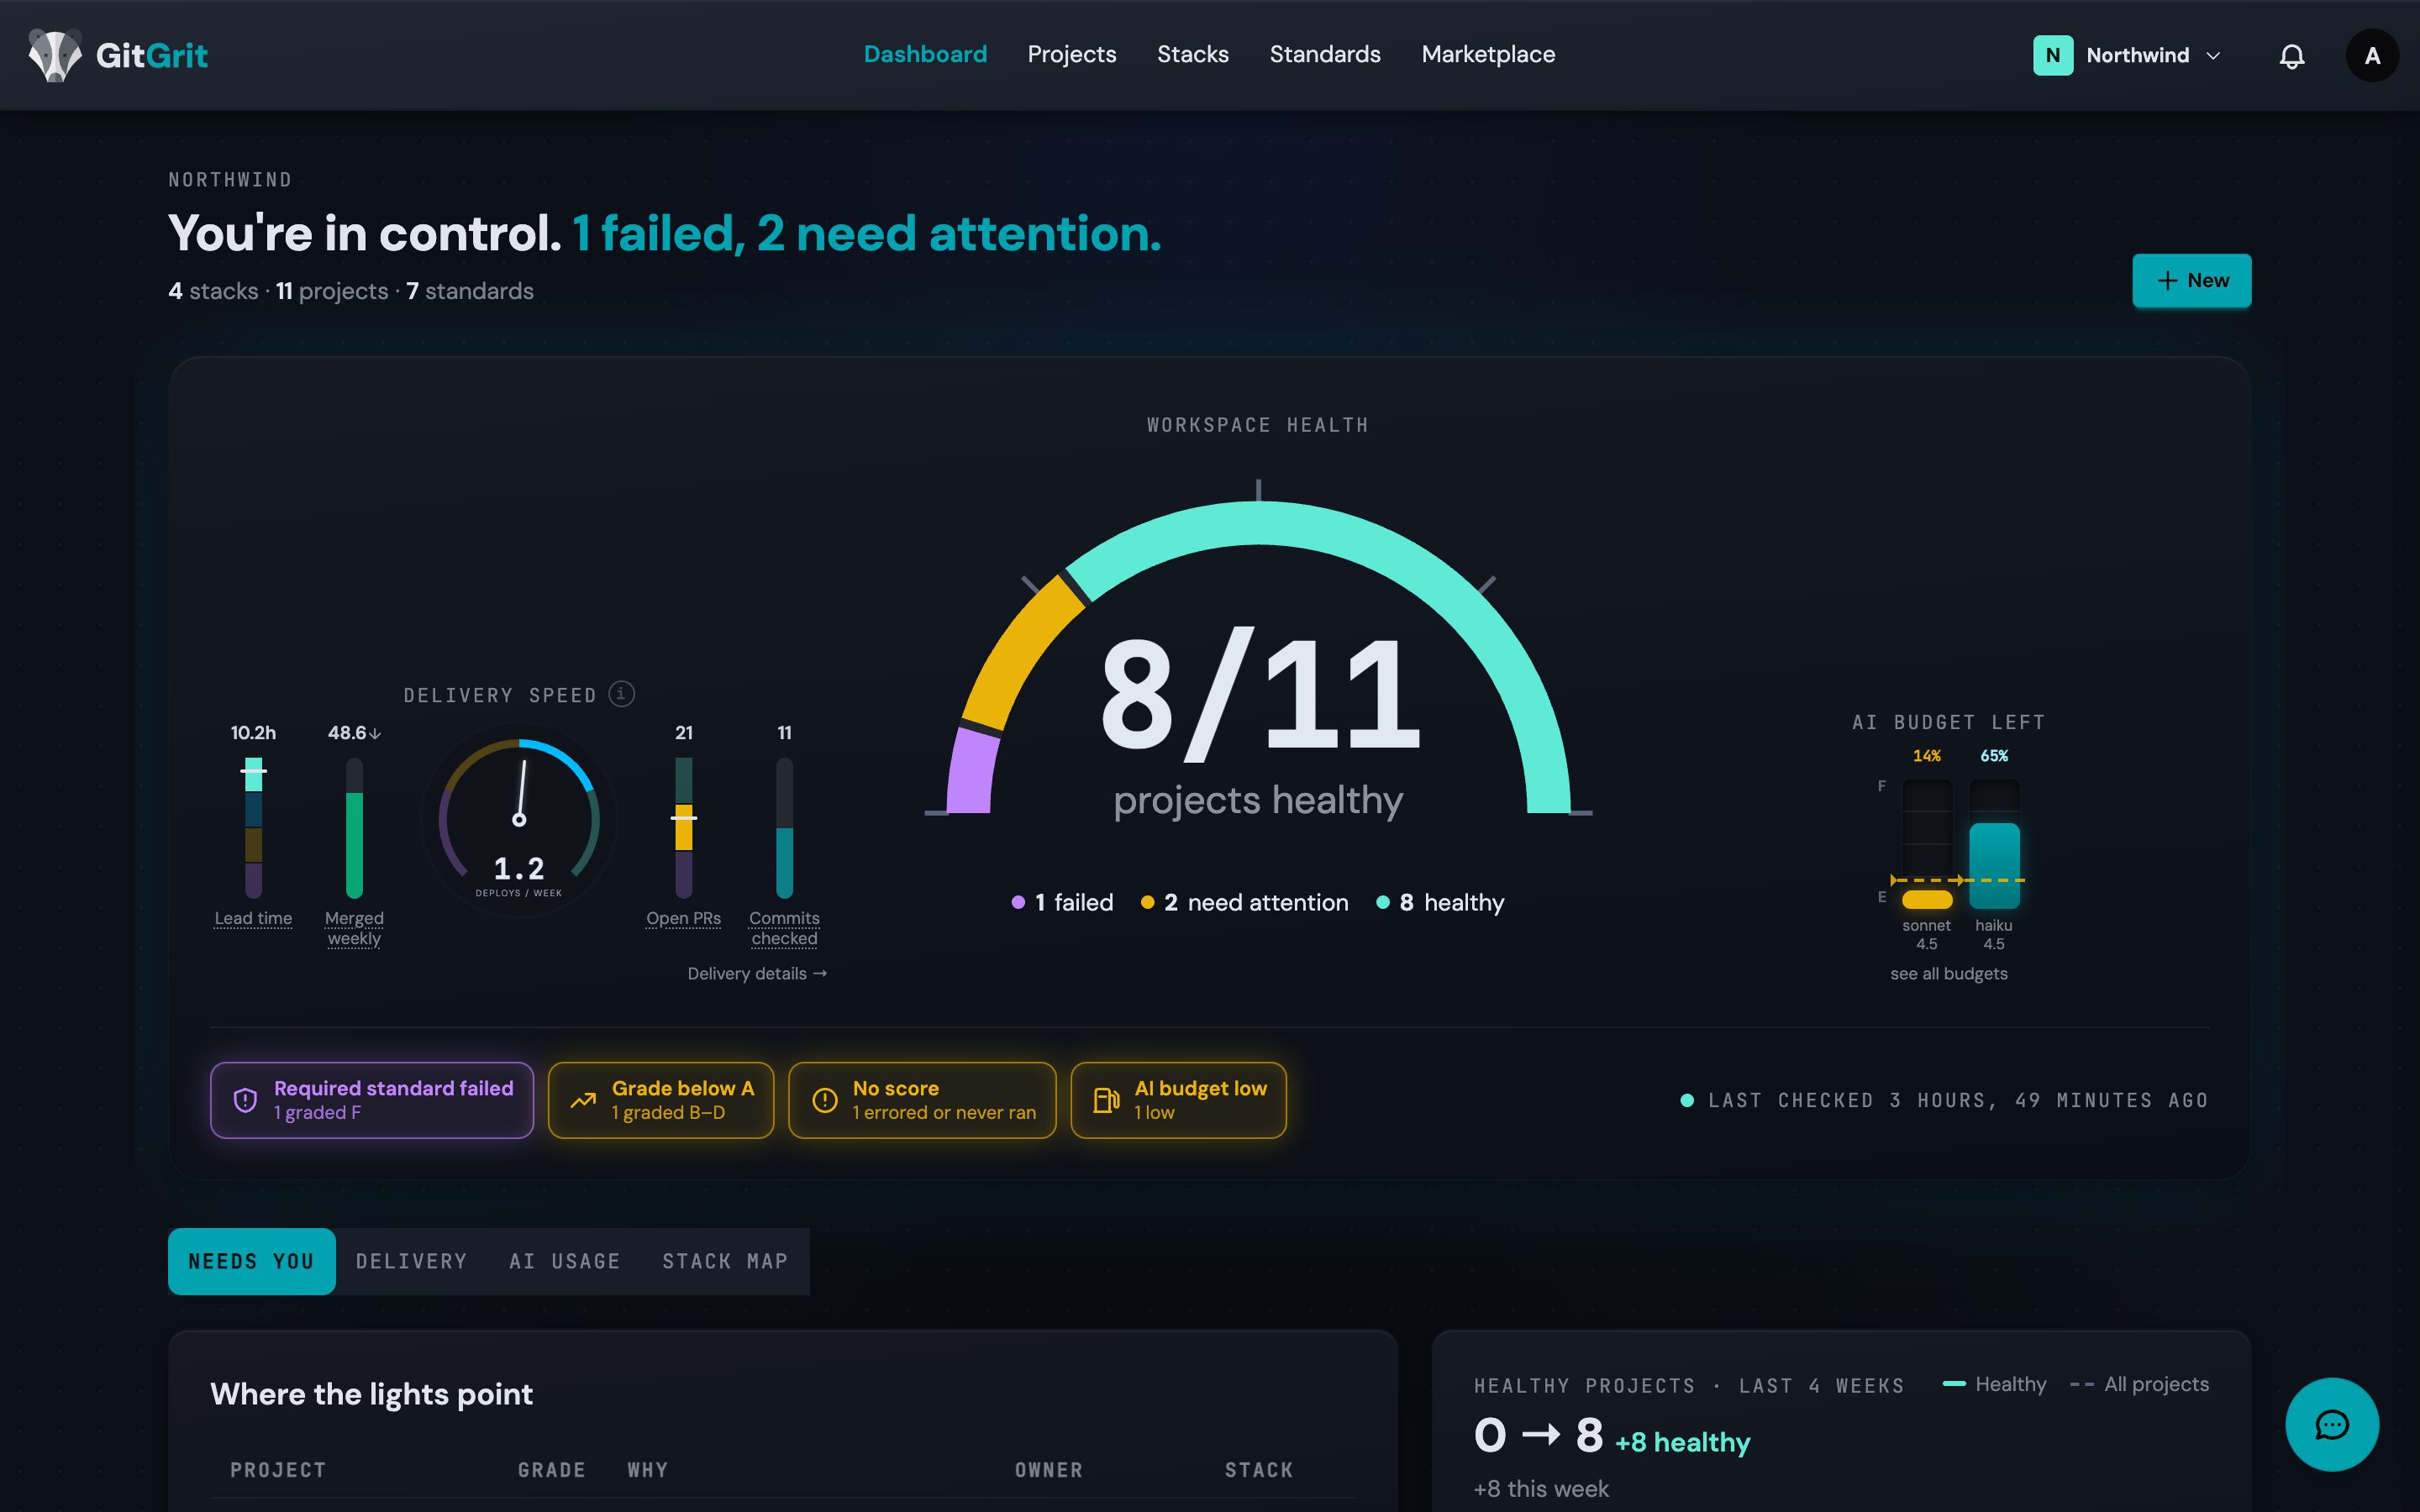 GitGrit
Dashboard
Projects
Stacks
Standards
Marketplace
N
Northwind
A
NORTHWIND
You're in control. 1 failed, 2 need attention.
4 stacks · 11 projects · 7 standards
+ New
WORKSPACE HEALTH
8/11
projects healthy
1 failed
2 need attention
8 healthy
DELIVERY SPEED i
10.2h
48.6↓
21
11
1.2
DEPLOYS / WEEK
Lead time
Merged
weekly
Open PRs
Commits
checked
Delivery details →
AI BUDGET LEFT
14%
65%
F
E
sonnet
4.5
haiku
4.5
see all budgets
Required standard failed
1 graded F
Grade below A
1 graded B–D
No score
1 errored or never ran
AI budget low
1 low
LAST CHECKED 3 HOURS, 49 MINUTES AGO
NEEDS YOU
DELIVERY
AI USAGE
STACK MAP
Where the lights point
PROJECT
GRADE
WHY
OWNER
STACK
HEALTHY PROJECTS · LAST 4 WEEKS
Healthy
All projects
0 → 8 +8 healthy
+8 this week